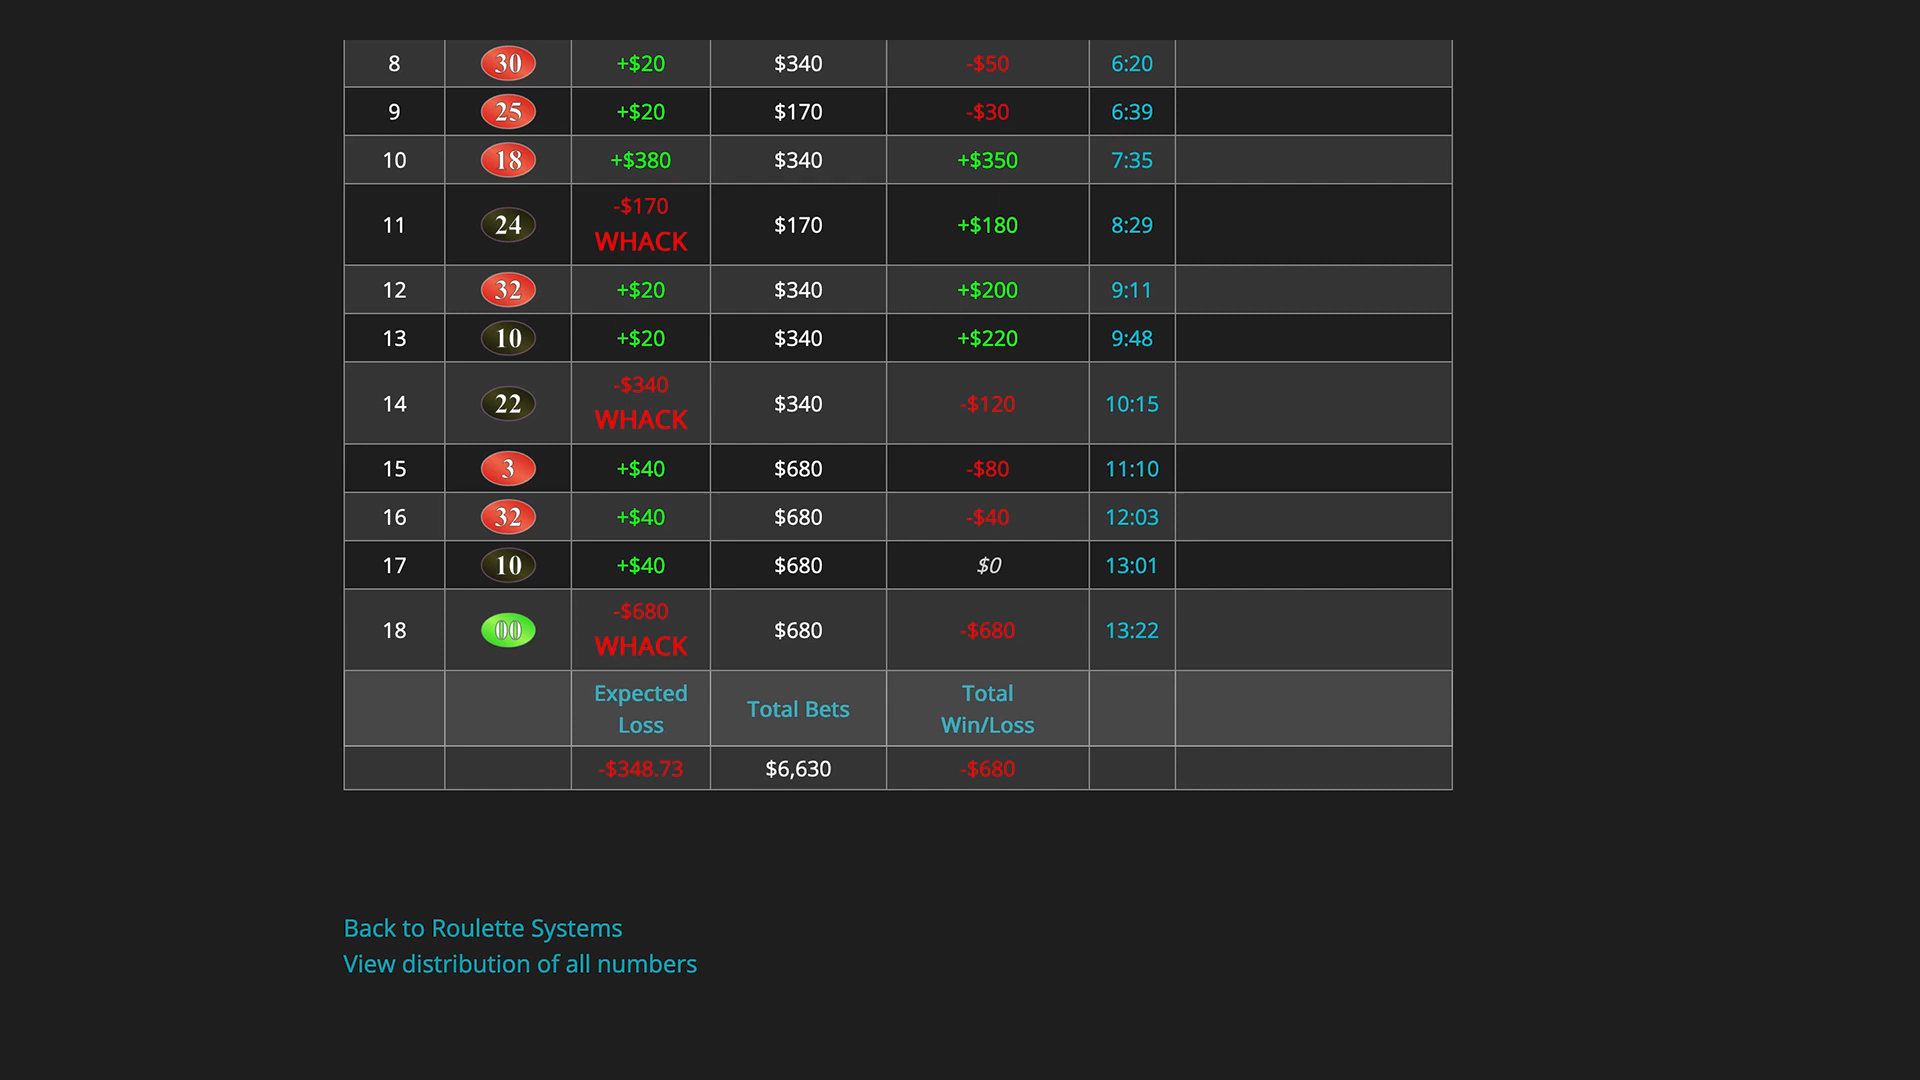 8 30 +$20 $340 -$50 6:20
9 25 +$20 $170 -$30 6:39
10 18 +$380 $340 +$350 7:35
11 24 -$170 WHACK $170 +$180 8:29
12 32 +$20 $340 +$200 9:11
13 10 +$20 $340 +$220 9:48
14 22 -$340 WHACK $340 -$120 10:15
15 3 +$40 $680 -$80 11:10
16 32 +$40 $680 -$40 12:03
17 10 +$40 $680 $0 13:01
18 00 -$680 WHACK $680 -$680 13:22
Expected Loss Total Bets Total Win/Loss
-$348.73 $6,630 -$680
Back to Roulette Systems
View distribution of all numbers